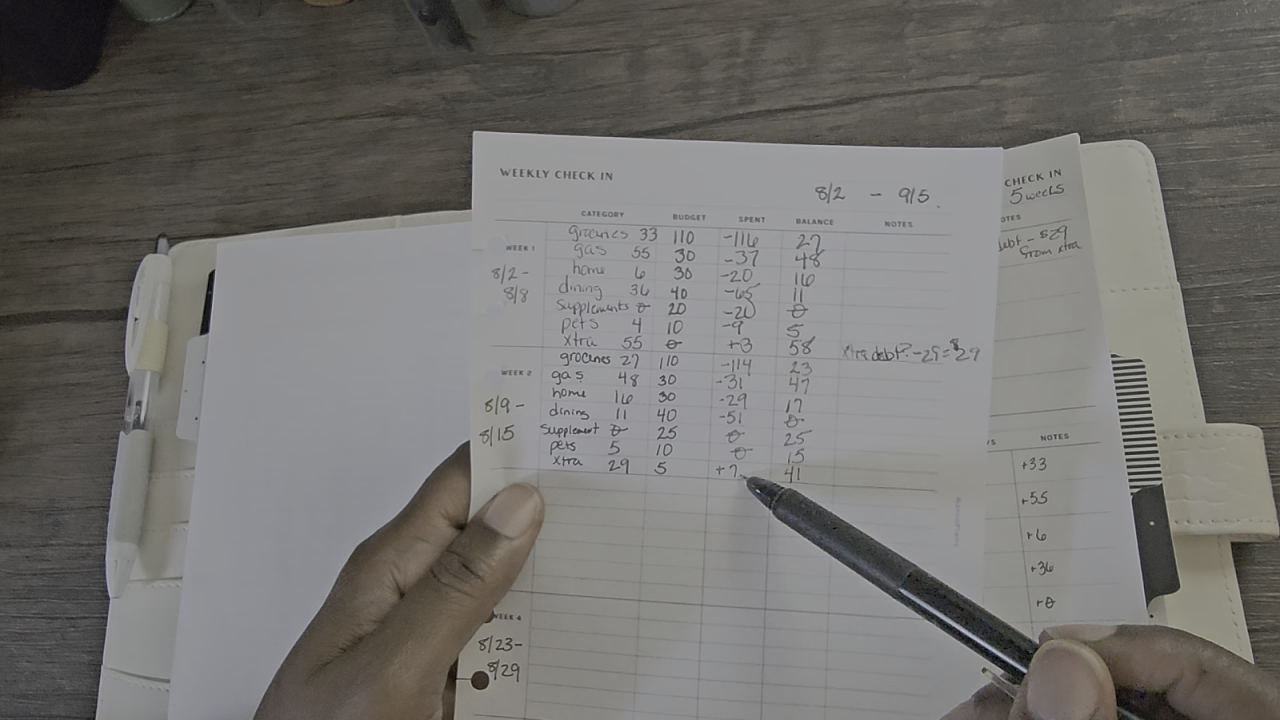 WEEKLY CHECK IN
8/2 - 9/5.
CATEGORY BUDGET SPENT BALANCE NOTES
WEEK 1
8/2-
8/8
groceries 33 110 -116 27
gas 55 30 -37 48
home 6 30 -20 16
dining 36 40 -65 11
supplements 0 20 -20 0
pets 4 10 -9 5
xtra 55 0 +3 58 xtra debt? -29=$29
WEEK 2
8/9-
8/15
groceries 27 110 -114 23
gas 48 30 -31 47
home 16 30 -29 17
dining 11 40 -51 0
supplement 0 25 0 25
pets 5 10 0 15
xtra 29 5 +7 41
WEEK 4
8/23-
8/29
CHECK IN
5 weeks
OTES
debt - $29
from xtra
NOTES
+33
+55
+6
+36
+0